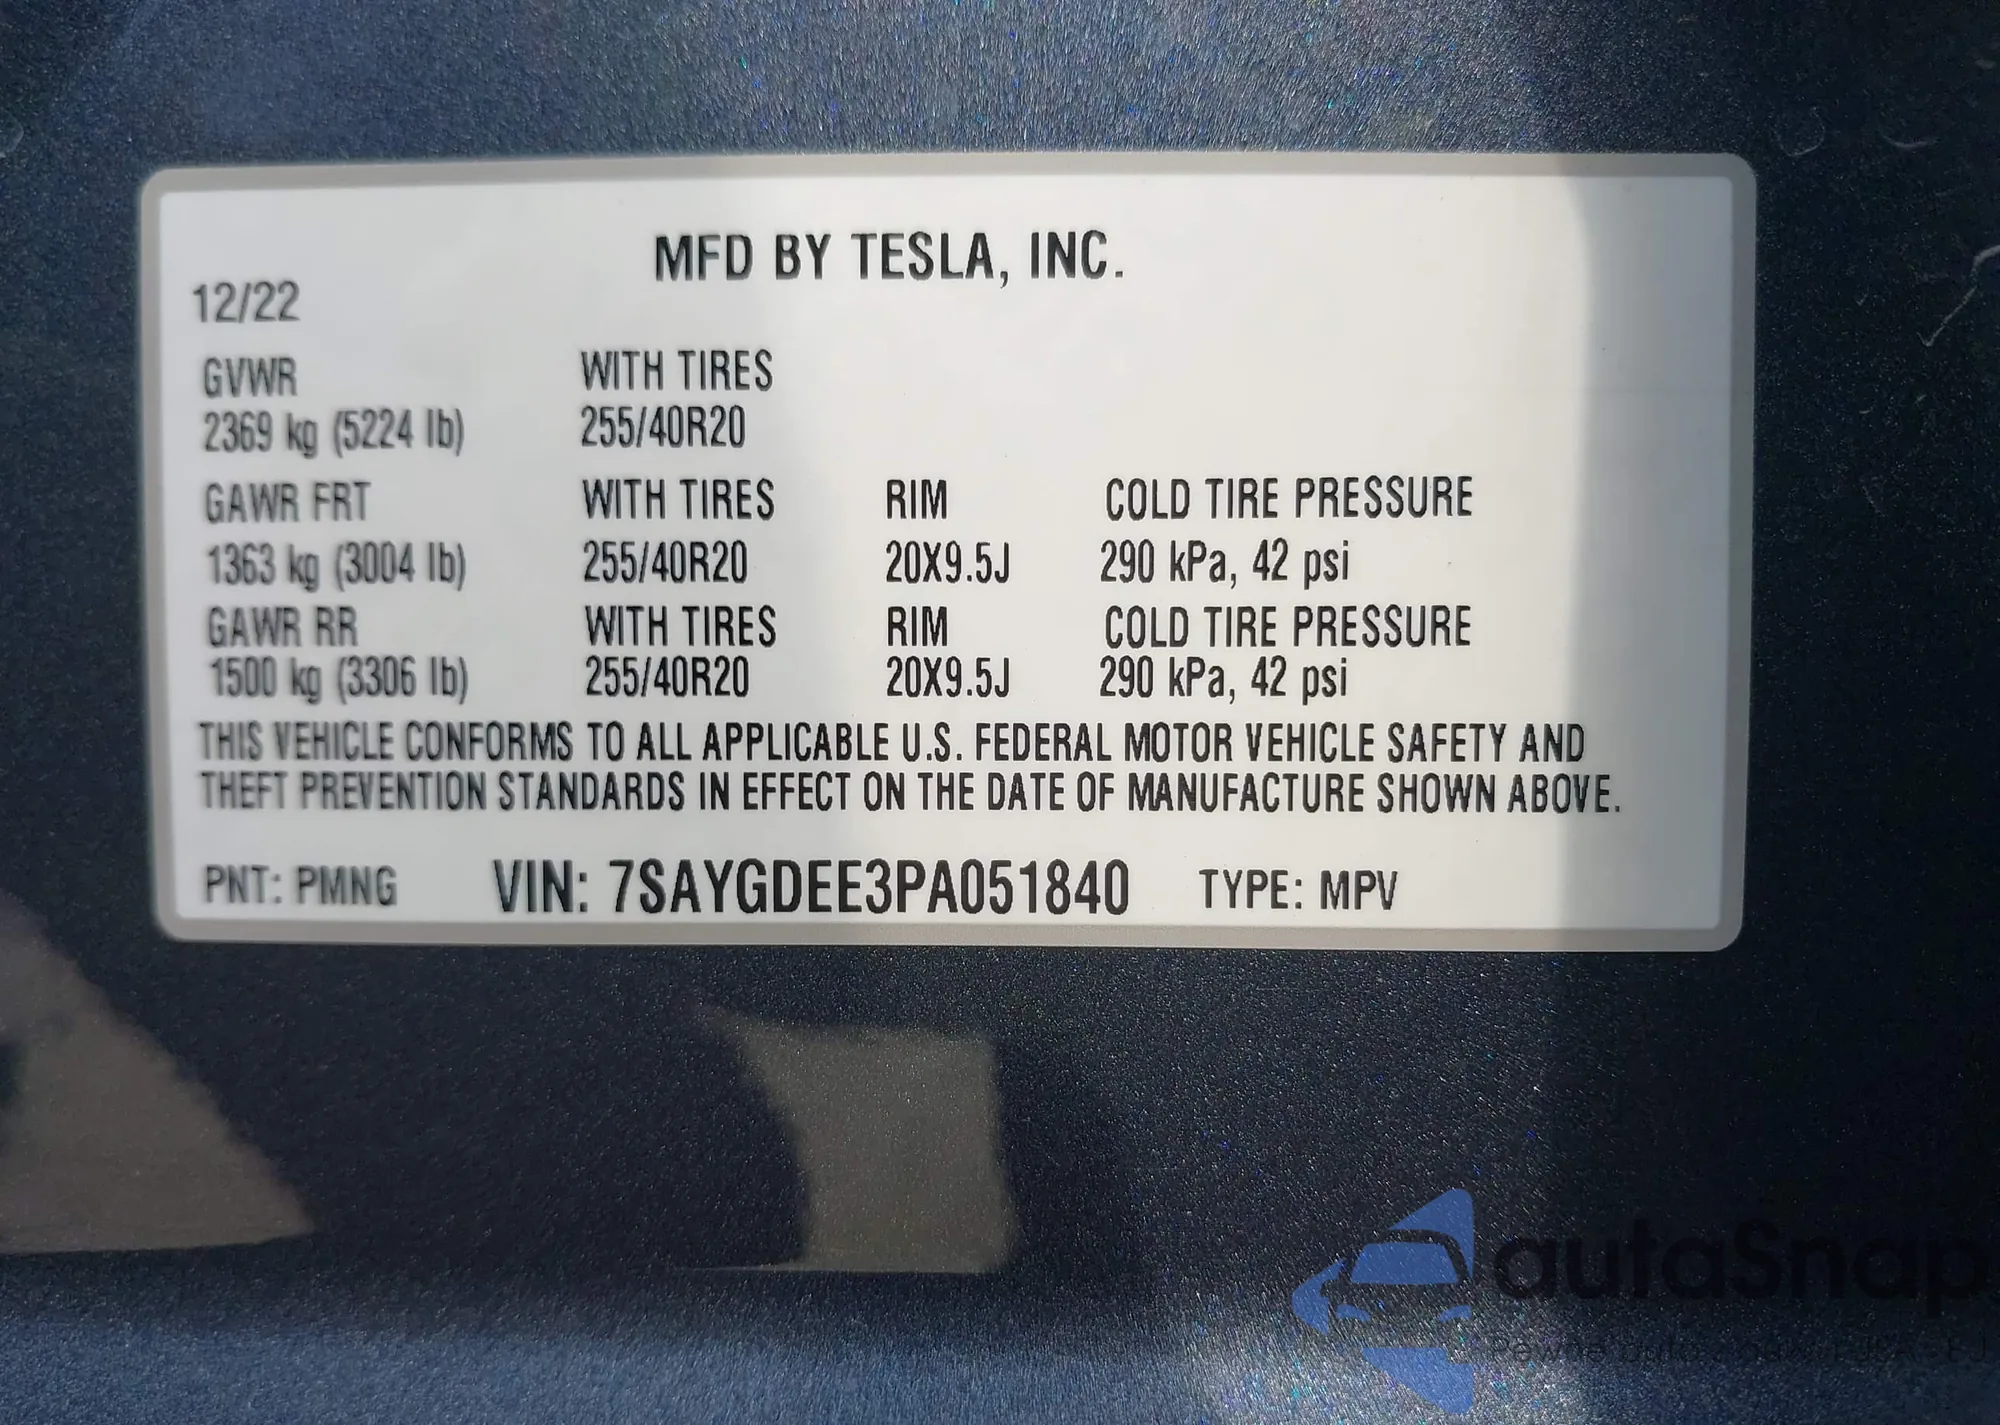 MFD BY TESLA, INC.
12/22
GVWR WITH TIRES
2369 kg (5224 lb) 255/40R20
GAWR FRT WITH TIRES RIM COLD TIRE PRESSURE
1363 kg (3004 lb) 255/40R20 20X9.5J 290 kPa, 42 psi
GAWR RR WITH TIRES RIM COLD TIRE PRESSURE
1500 kg (3306 lb) 255/40R20 20X9.5J 290 kPa, 42 psi
THIS VEHICLE CONFORMS TO ALL APPLICABLE U.S. FEDERAL MOTOR VEHICLE SAFETY AND
THEFT PREVENTION STANDARDS IN EFFECT ON THE DATE OF MANUFACTURE SHOWN ABOVE.
PNT: PMNG VIN: 7SAYGDEE3PA051840 TYPE: MPV
autaSnap
Pewne auto